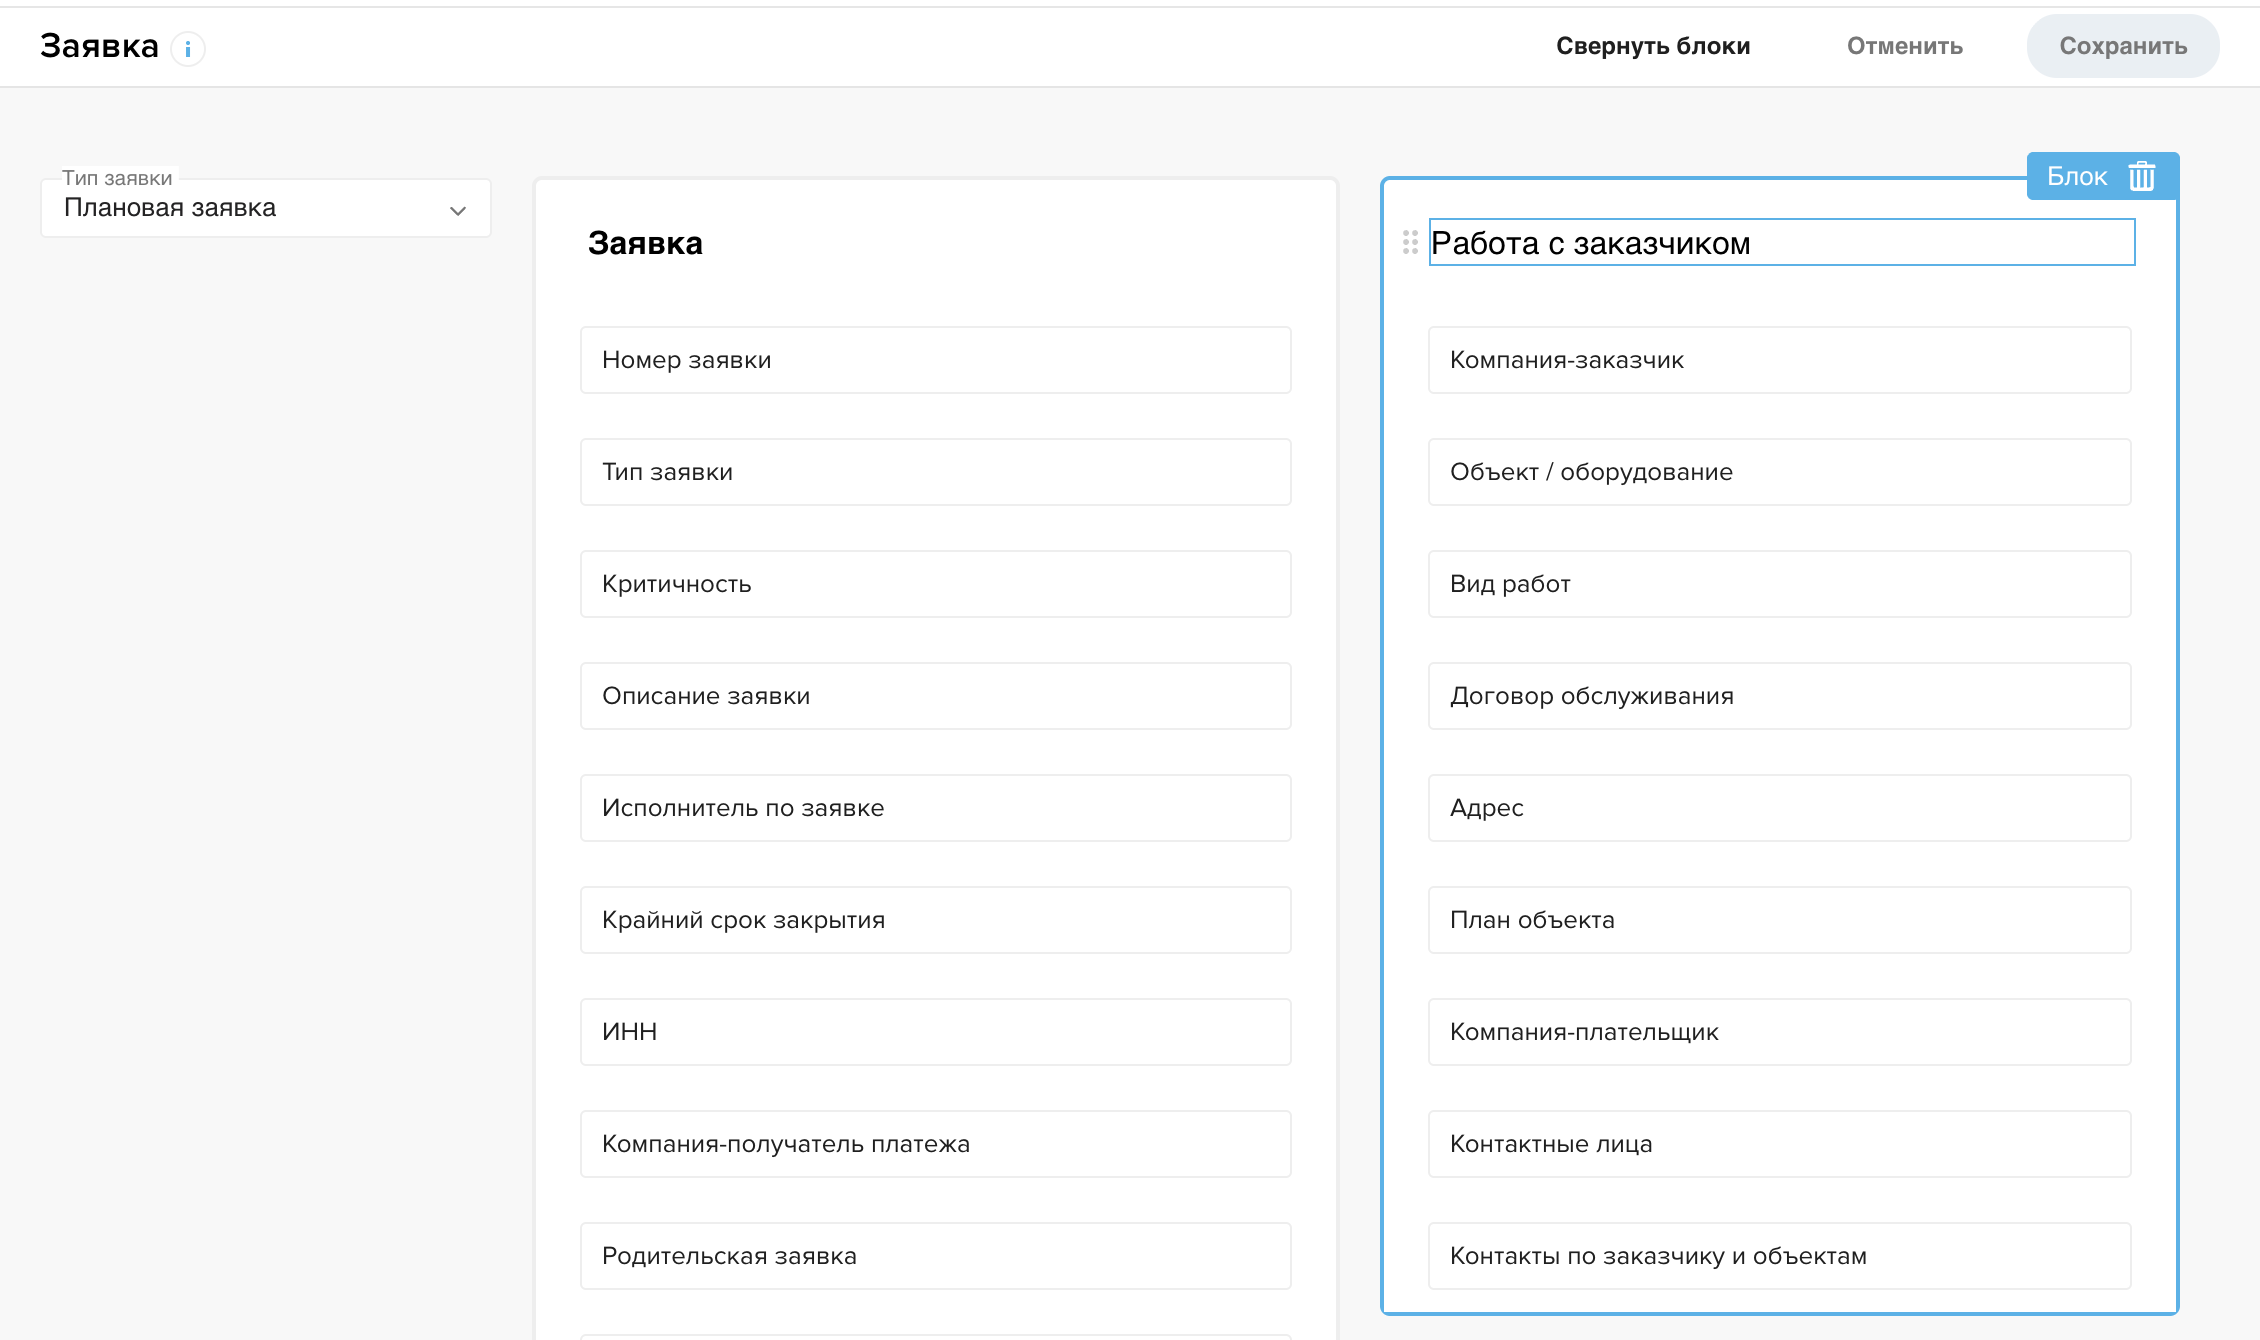 Заявка
Свернуть блоки
Отменить
Сохранить
Тип заявки
Плановая заявка
Заявка
Номер заявки
Тип заявки
Критичность
Описание заявки
Исполнитель по заявке
Крайний срок закрытия
ИНН
Компания-получатель платежа
Родительская заявка
Блок
Работа с заказчиком
Компания-заказчик
Объект / оборудование
Вид работ
Договор обслуживания
Адрес
План объекта
Компания-плательщик
Контактные лица
Контакты по заказчику и объектам